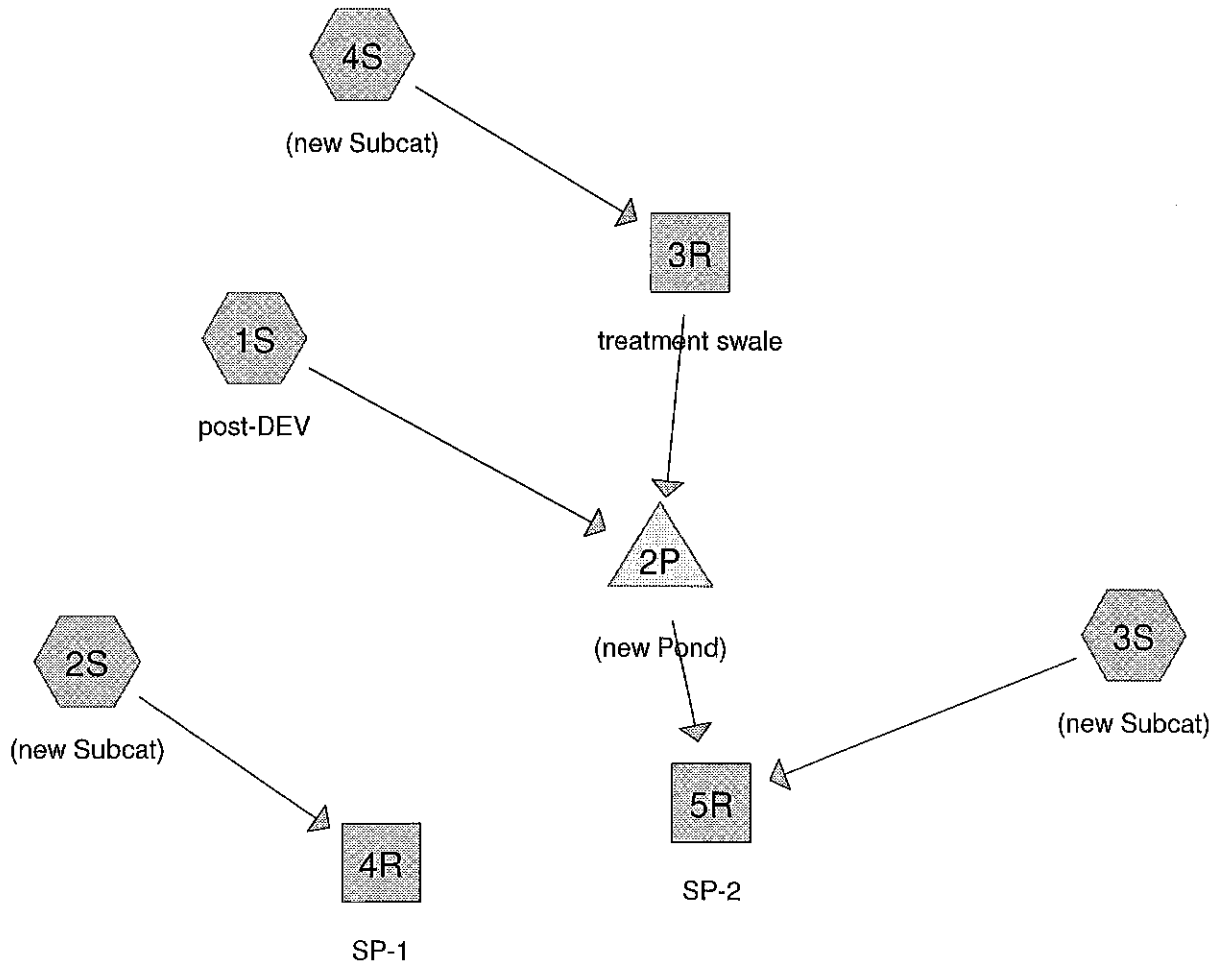 4S
(new Subcat)
3R
treatment swale
1S
post-DEV
2P
(new Pond)
2S
(new Subcat)
3S
(new Subcat)
5R
SP-2
4R
SP-1